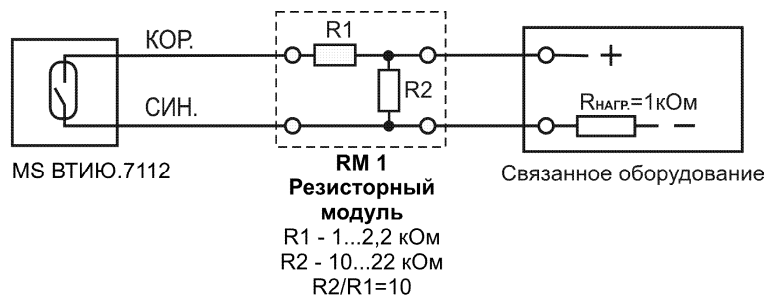 КОР.
R1
+
R2
СИН.
Rнагр.=1кОм
−
MS ВТИЮ.7112
RM 1
Резисторный
модуль
R1 - 1...2,2 кОм
R2 - 10...22 кОм
R2/R1=10
Связанное оборудование